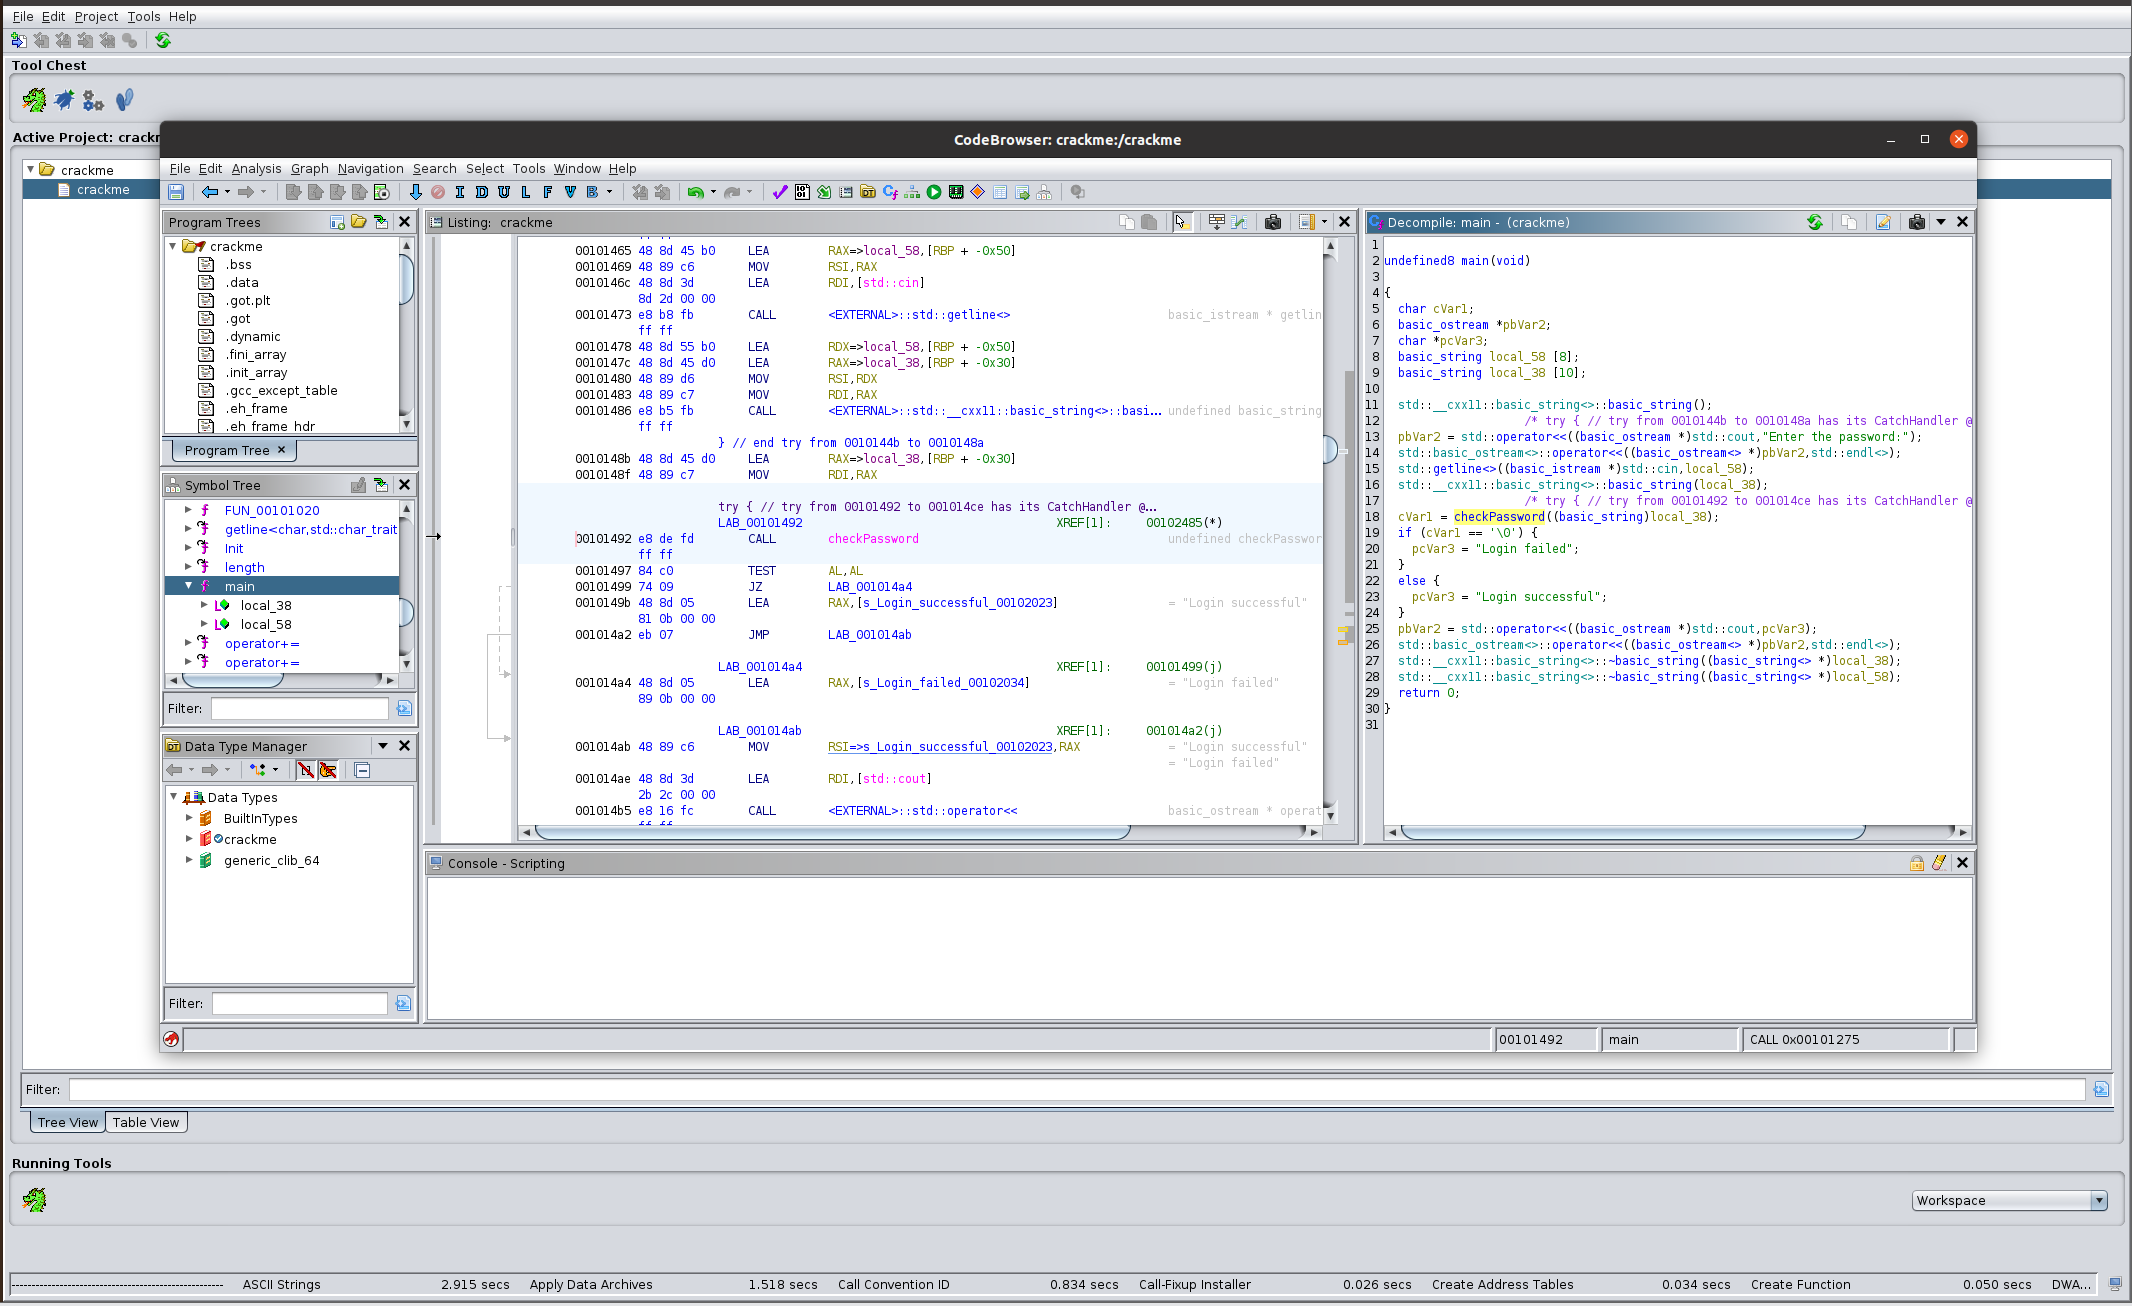 File Edit Project Tools Help
Tool Chest
Active Project: crackm
CodeBrowser: crackme:/crackme
crackme
crackme
File Edit Analysis Graph Navigation Search Select Tools Window Help
I D U L F V B
Program Trees
crackme
.bss
.data
.got.plt
.got
.dynamic
.fini_array
.init_array
.gcc_except_table
.eh_frame
.eh_frame_hdr
Program Tree ×
Symbol Tree
FUN_00101020
getline<char,std::char_trait
Init
length
main
local_38
local_58
operator+=
operator+=
Filter:
Data Type Manager
Data Types
BuiltInTypes
crackme
generic_clib_64
Filter:
Listing: crackme
00101465 48 8d 45 b0 LEA RAX=>local_58,[RBP + -0x50]
00101469 48 89 c6 MOV RSI,RAX
0010146c 48 8d 3d LEA RDI,[std::cin]
8d 2d 00 00
00101473 e8 b8 fb CALL <EXTERNAL>::std::getline<> basic_istream * getlin
ff ff
00101478 48 8d 55 b0 LEA RDX=>local_58,[RBP + -0x50]
0010147c 48 8d 45 d0 LEA RAX=>local_38,[RBP + -0x30]
00101480 48 89 d6 MOV RSI,RDX
00101483 48 89 c7 MOV RDI,RAX
00101486 e8 b5 fb CALL <EXTERNAL>::std::__cxx11::basic_string<>::basi... undefined basic_string
ff ff
} // end try from 0010144b to 0010148a
0010148b 48 8d 45 d0 LEA RAX=>local_38,[RBP + -0x30]
0010148f 48 89 c7 MOV RDI,RAX
try { // try from 00101492 to 001014ce has its CatchHandler @...
LAB_00101492 XREF[1]: 00102485(*)
00101492 e8 de fd CALL checkPassword undefined checkPasswor
ff ff
00101497 84 c0 TEST AL,AL
00101499 74 09 JZ LAB_001014a4
0010149b 48 8d 05 LEA RAX,[s_Login_successful_00102023] = "Login successful"
81 0b 00 00
001014a2 eb 07 JMP LAB_001014ab
LAB_001014a4 XREF[1]: 00101499(j)
001014a4 48 8d 05 LEA RAX,[s_Login_failed_00102034] = "Login failed"
89 0b 00 00
LAB_001014ab XREF[1]: 001014a2(j)
001014ab 48 89 c6 MOV RSI=>s_Login_successful_00102023,RAX = "Login successful"
= "Login failed"
001014ae 48 8d 3d LEA RDI,[std::cout]
2b 2c 00 00
001014b5 e8 16 fc CALL <EXTERNAL>::std::operator<< basic_ostream * operat
Decompile: main - (crackme)
1
2 undefined8 main(void)
3
4 {
5 char cVar1;
6 basic_ostream *pbVar2;
7 char *pcVar3;
8 basic_string local_58 [8];
9 basic_string local_38 [10];
10
11 std::__cxx11::basic_string<>::basic_string();
12 /* try { // try from 0010144b to 0010148a has its CatchHandler @
13 pbVar2 = std::operator<<((basic_ostream *)std::cout,"Enter the password:");
14 std::basic_ostream<>::operator<<((basic_ostream<> *)pbVar2,std::endl<>);
15 std::getline<>((basic_istream *)std::cin,local_58);
16 std::__cxx11::basic_string<>::basic_string(local_38);
17 /* try { // try from 00101492 to 001014ce has its CatchHandler @
18 cVar1 = checkPassword((basic_string)local_38);
19 if (cVar1 == '\0') {
20 pcVar3 = "Login failed";
21 }
22 else {
23 pcVar3 = "Login successful";
24 }
25 pbVar2 = std::operator<<((basic_ostream *)std::cout,pcVar3);
26 std::basic_ostream<>::operator<<((basic_ostream<> *)pbVar2,std::endl<>);
27 std::__cxx11::basic_string<>::~basic_string((basic_string<> *)local_38);
28 std::__cxx11::basic_string<>::~basic_string((basic_string<> *)local_58);
29 return 0;
30 }
31
Console - Scripting
00101492 main CALL 0x00101275
Filter:
Tree View Table View
Running Tools
Workspace
ASCII Strings 2.915 secs Apply Data Archives 1.518 secs Call Convention ID 0.834 secs Call-Fixup Installer 0.026 secs Create Address Tables 0.034 secs Create Function 0.050 secs DWA...